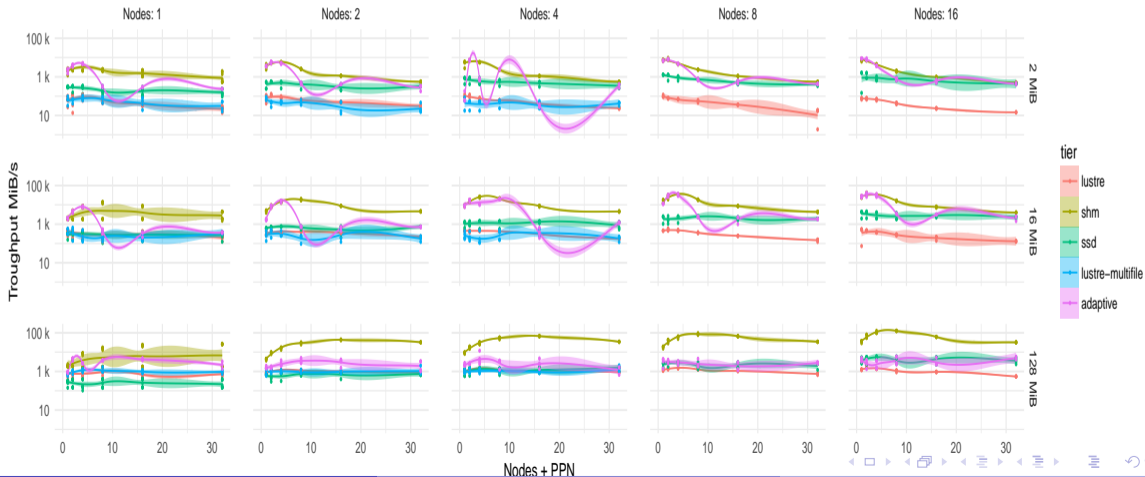 Nodes: 1 Nodes: 2 Nodes: 4 Nodes: 8 Nodes: 16
100 k
1 k
10
2 MiB
100 k
1 k
10
16 MiB
100 k
1 k
10
128 MiB
Troughput MiB/s
0 10 20 30 0 10 20 30 0 10 20 30 0 10 20 30 0 10 20 30
Nodes + PPN
tier
lustre
shm
ssd
lustre-multifile
adaptive